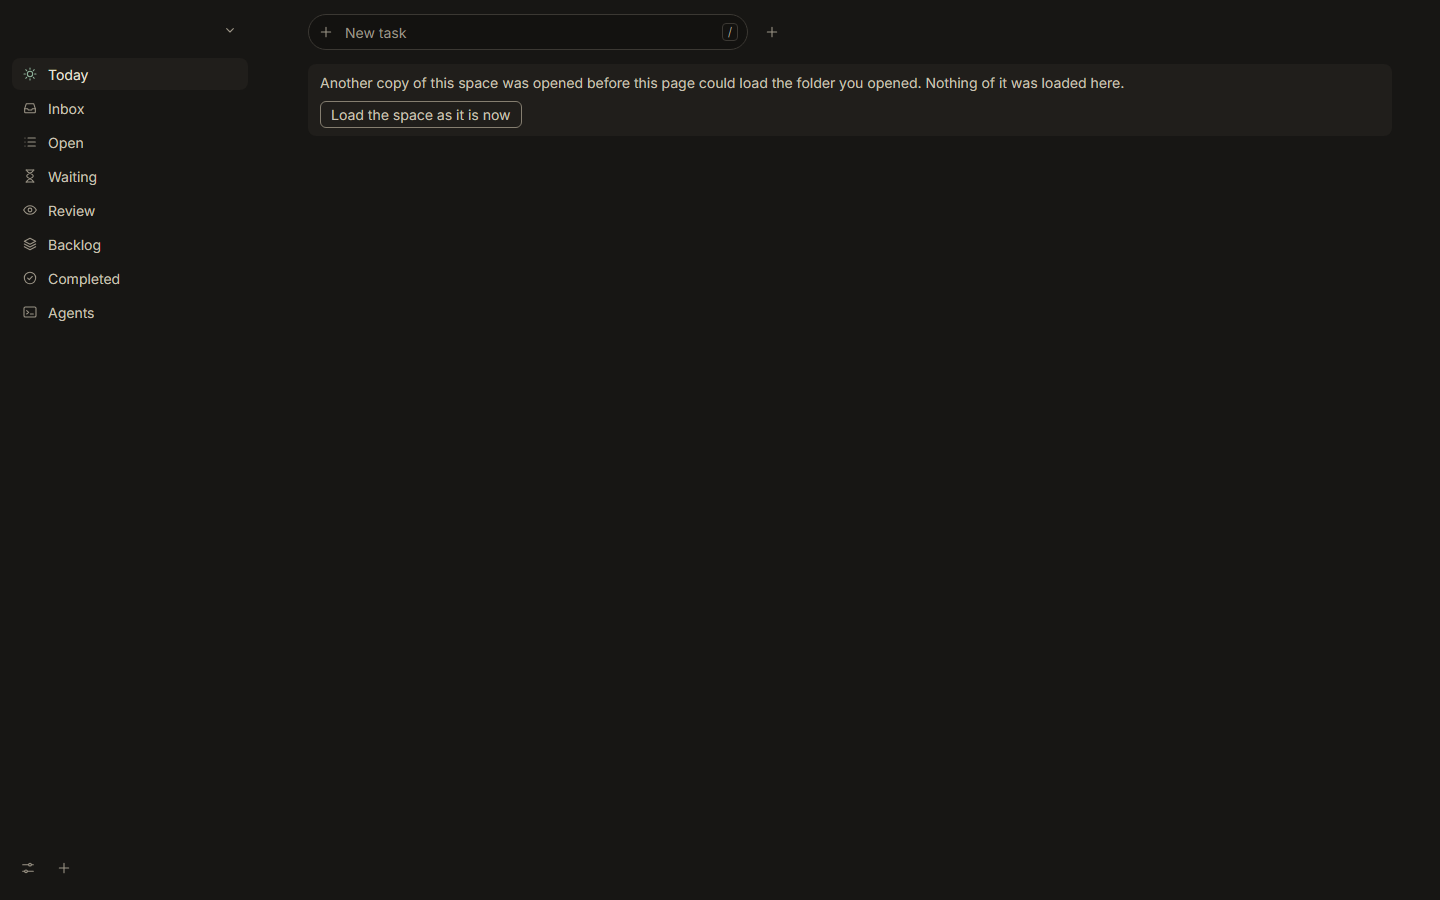 New task /
Another copy of this space was opened before this page could load the folder you opened. Nothing of it was loaded here.
Load the space as it is now
Today
Inbox
Open
Waiting
Review
Backlog
Completed
Agents